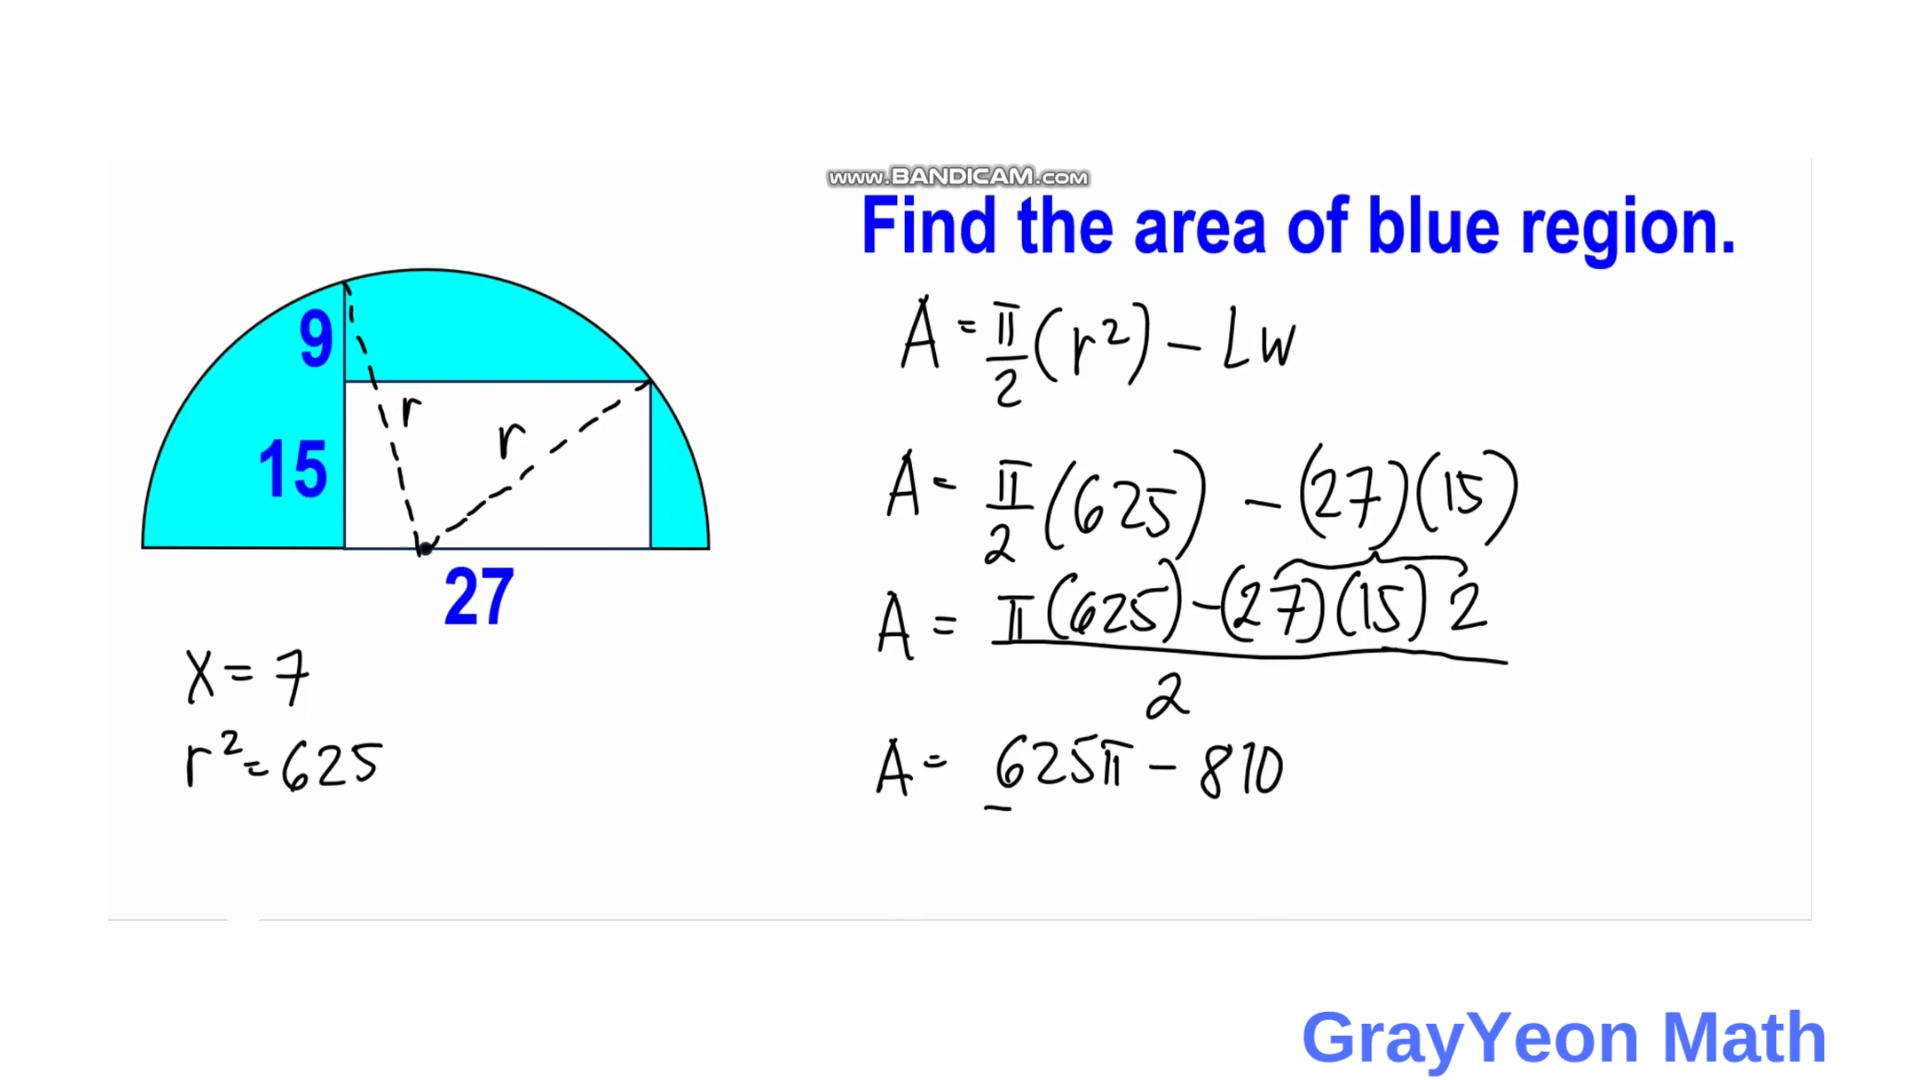 www.BANDICAM.com
Find the area of blue region.
9
15
r
r
27
X = 7
r² = 625
A = π/2 (r²) - LW
A = π/2 (625) - (27)(15)
A = π(625) - (27)(15)2
2
A = 625π - 810
GrayYeon Math